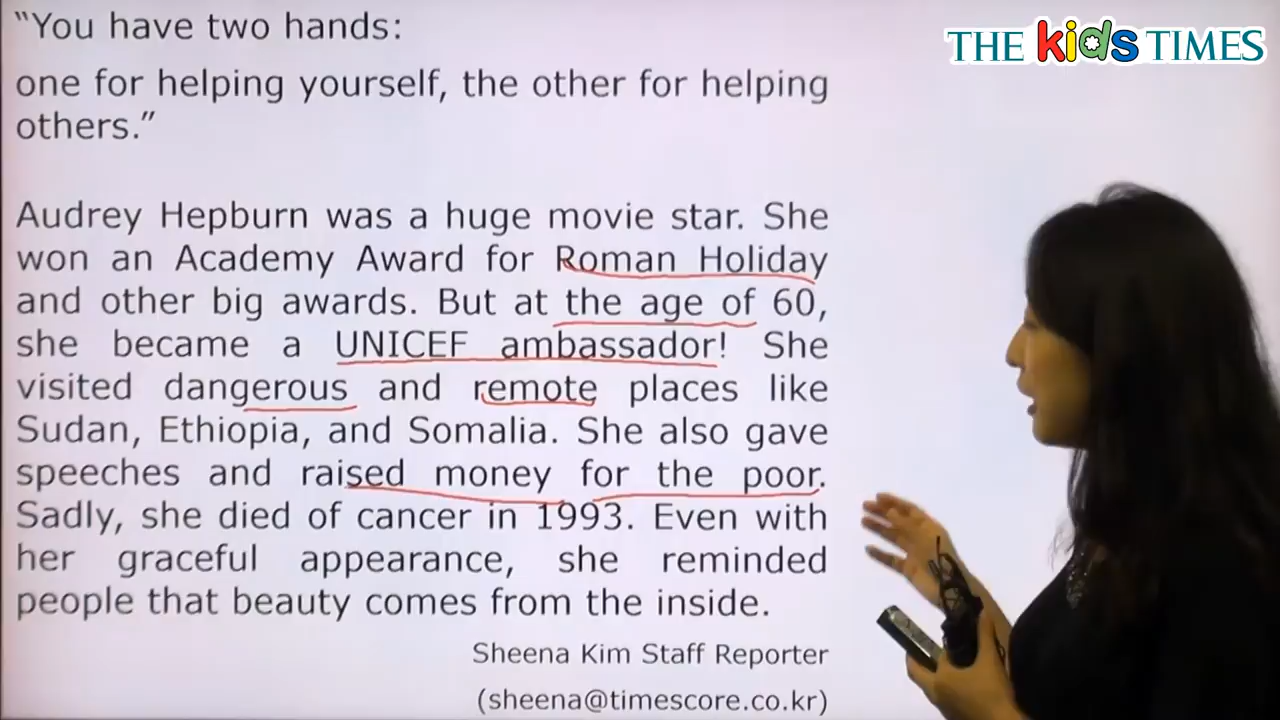 THE kids TIMES
“You have two hands:
one for helping yourself, the other for helping
others.”
Audrey Hepburn was a huge movie star. She
won an Academy Award for Roman Holiday
and other big awards. But at the age of 60,
she became a UNICEF ambassador! She
visited dangerous and remote places like
Sudan, Ethiopia, and Somalia. She also gave
speeches and raised money for the poor.
Sadly, she died of cancer in 1993. Even with
her graceful appearance, she reminded
people that beauty comes from the inside.
Sheena Kim Staff Reporter
(sheena@timescore.co.kr)